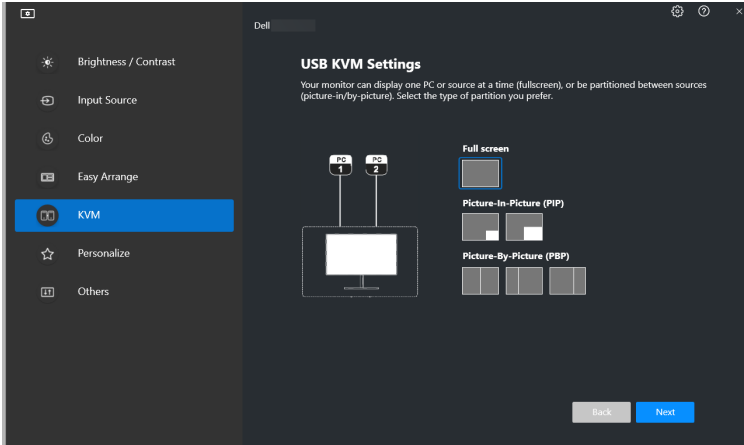 Dell
Brightness / Contrast
Input Source
Color
Easy Arrange
KVM
Personalize
Others
USB KVM Settings
Your monitor can display one PC or source at a time (fullscreen), or be partitioned between sources
(picture-in/by-picture). Select the type of partition you prefer.
PC
1
PC
2
Full screen
Picture-In-Picture (PIP)
Picture-By-Picture (PBP)
Back
Next